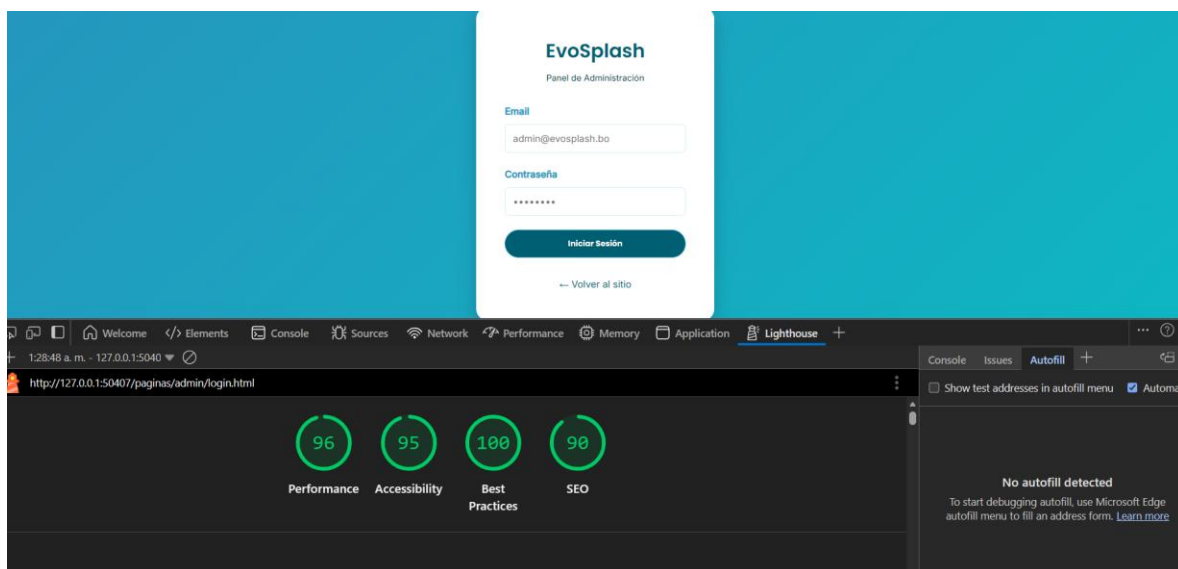 EvoSplash
Panel de Administración
Email
admin@evosplash.bo
Contraseña
••••••••
Iniciar Sesión
← Volver al sitio
Welcome </> Elements Console Sources Network Performance Memory Application Lighthouse +
1:28:48 a. m. - 127.0.0.1:5040
Console Issues Autofill +
http://127.0.0.1:50407/paginas/admin/login.html
Show test addresses in autofill menu Automa
96 95 100 90
Performance Accessibility Best Practices SEO
No autofill detected
To start debugging autofill, use Microsoft Edge
autofill menu to fill an address form. Learn more